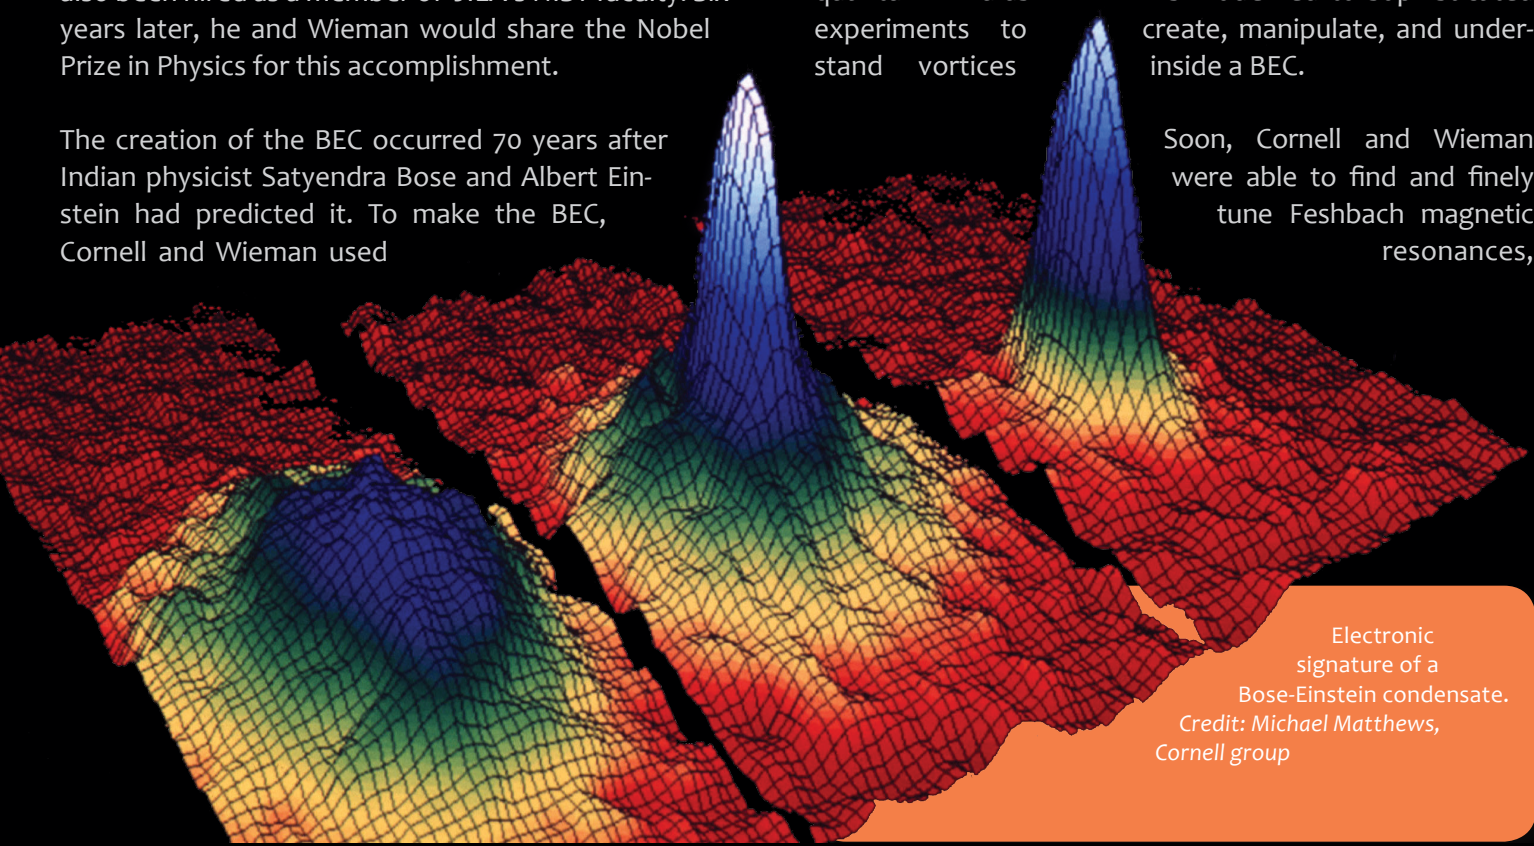 years later, he and Wieman would share the Nobel
Prize in Physics for this accomplishment.
The creation of the BEC occurred 70 years after
Indian physicist Satyendra Bose and Albert Ein-
stein had predicted it. To make the BEC,
Cornell and Wieman used
experiments to create, manipulate, and under-
stand vortices inside a BEC.
Soon, Cornell and Wieman
were able to find and finely
tune Feshbach magnetic
resonances,
Electronic
signature of a
Bose-Einstein condensate.
Credit: Michael Matthews,
Cornell group